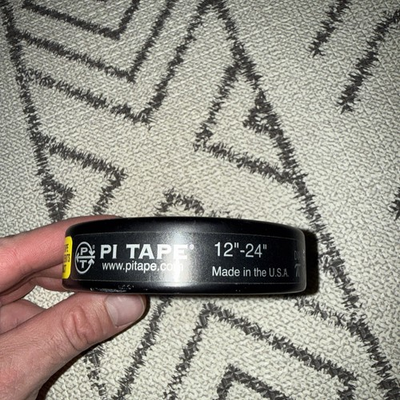 PI TAPE®
www.pitape.com
12"-24"
Made in the U.S.A.